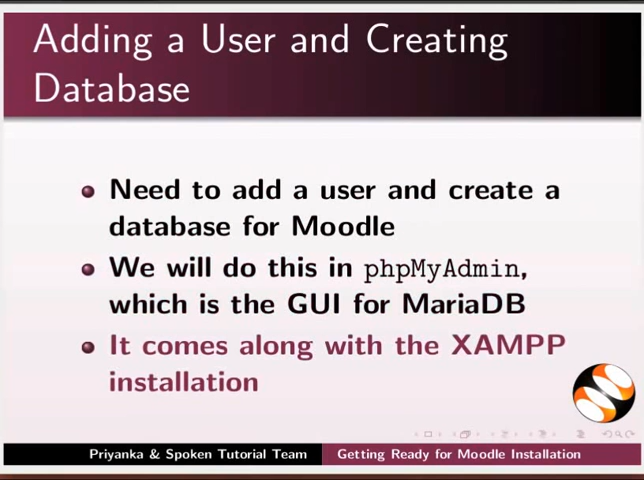 Adding a User and Creating
Database
Need to add a user and create a
database for Moodle
We will do this in phpMyAdmin,
which is the GUI for MariaDB
It comes along with the XAMPP
installation
Priyanka & Spoken Tutorial Team
Getting Ready for Moodle Installation